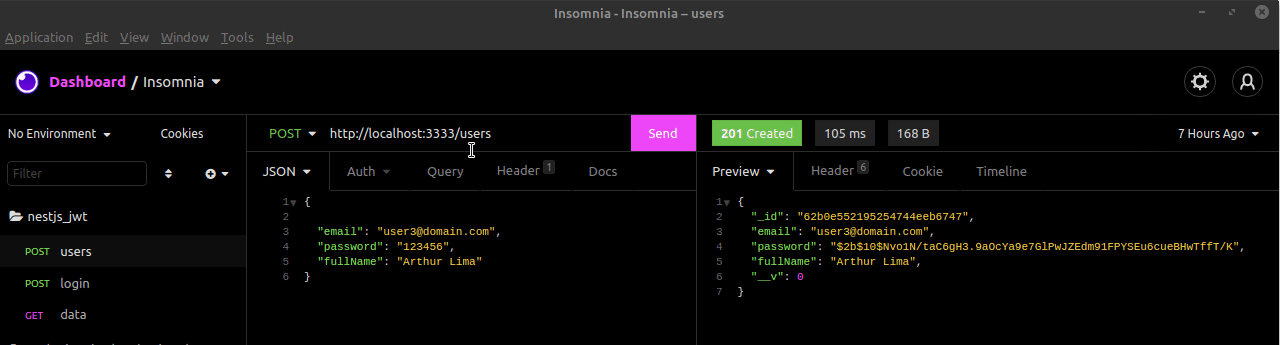 Insomnia - Insomnia – users
Application Edit View Window Tools Help
Dashboard / Insomnia
No Environment Cookies
POST http://localhost:3333/users Send
201 Created 105 ms 168 B 7 Hours Ago
Filter
JSON Auth Query Header 1 Docs
Preview Header 6 Cookie Timeline
nestjs_jwt
POST users
POST login
GET data
1 {
2
3 "email": "user3@domain.com",
4 "password": "123456",
5 "fullName": "Arthur Lima"
6 }
1 {
2 "_id": "62b0e552195254744eeb6747",
3 "email": "user3@domain.com",
4 "password": "$2b$10$Nvo1N/taC6gH3.9aOcYa9e7GlPwJZEdm91FPYSEu6cueBHwTffT/K",
5 "fullName": "Arthur Lima",
6 "__v": 0
7 }